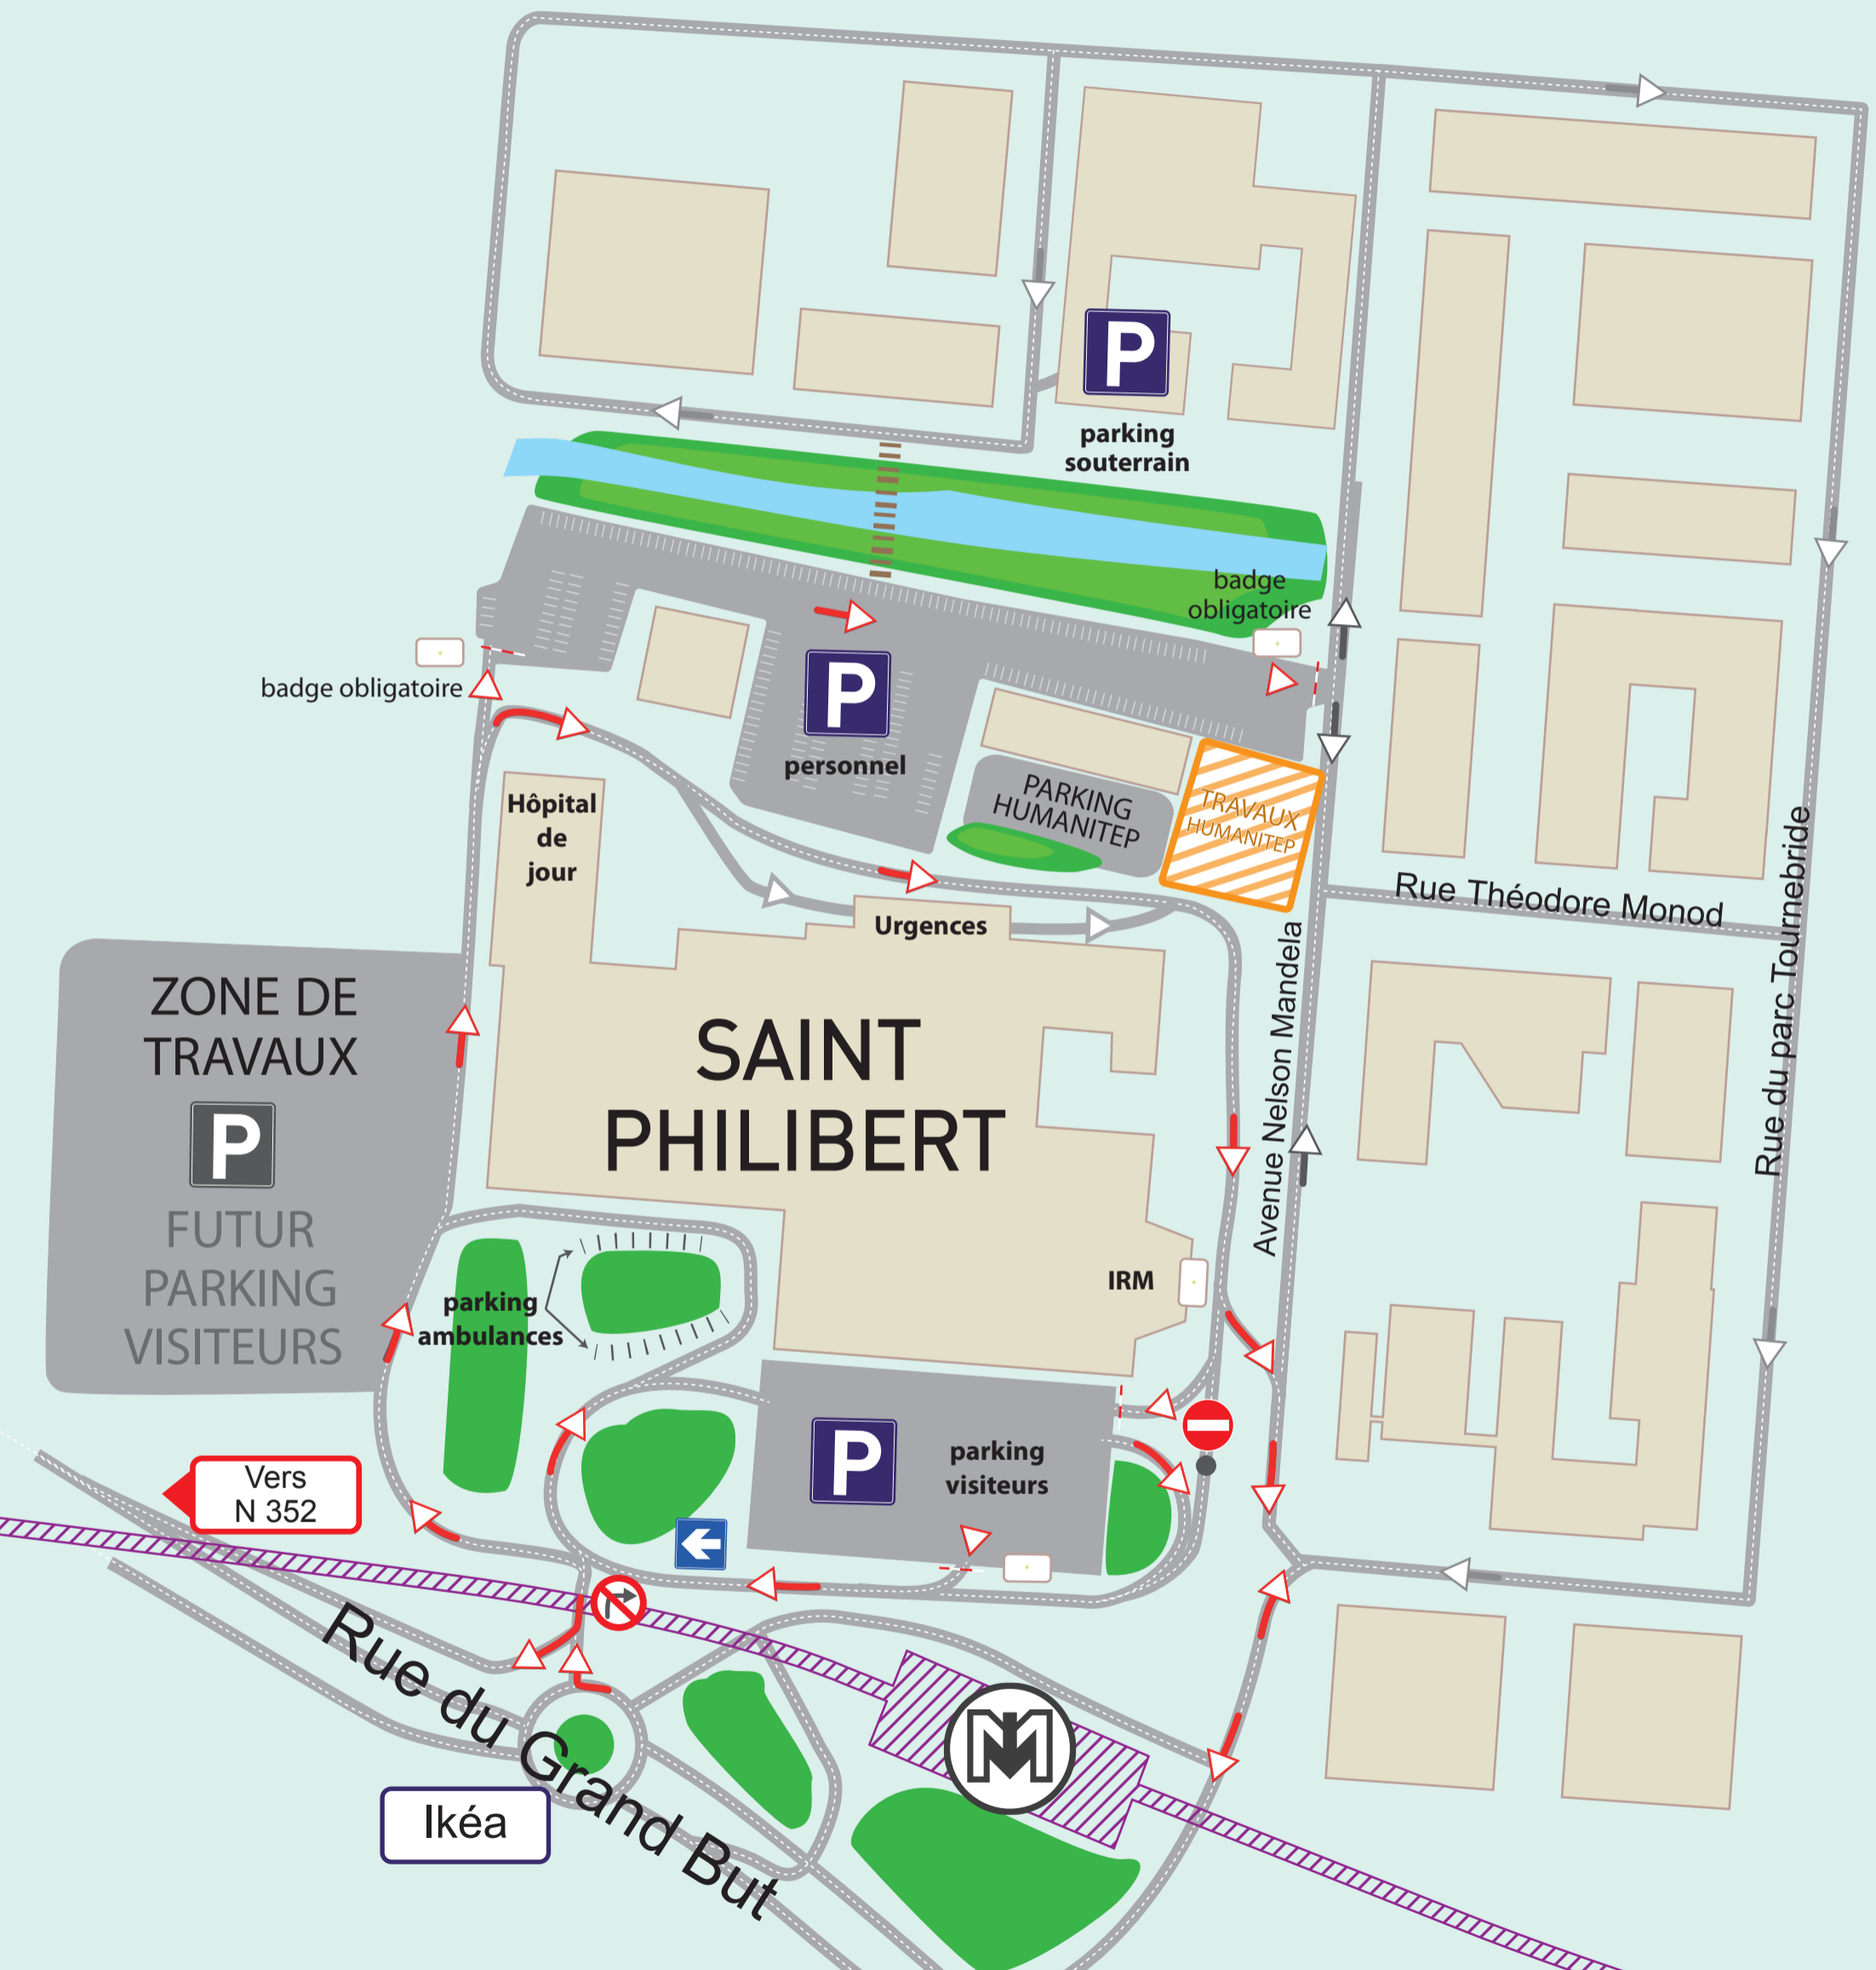 P
parking
souterrain
badge
obligatoire
badge obligatoire
P
personnel
PARKING
HUMANITEP
TRAVAUX
HUMANITEP
Hôpital
de
jour
Rue Théodore Monod
Rue du parc Tournebride
Urgences
Avenue Nelson Mandela
ZONE DE
TRAVAUX
P
FUTUR
PARKING
VISITEURS
SAINT
PHILIBERT
IRM
parking
ambulances
P
parking
visiteurs
Vers
N 352
Rue du Grand But
M
Ikéa